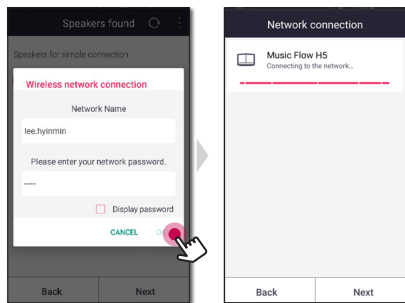 Speakers found
Speakers for simple connection
Wireless network connection
Network Name
lee.hyinmin
Please enter your network password.
......
Display password
CANCEL
Back
Next
Network connection
Music Flow H5
Connecting to the network...
Back
Next